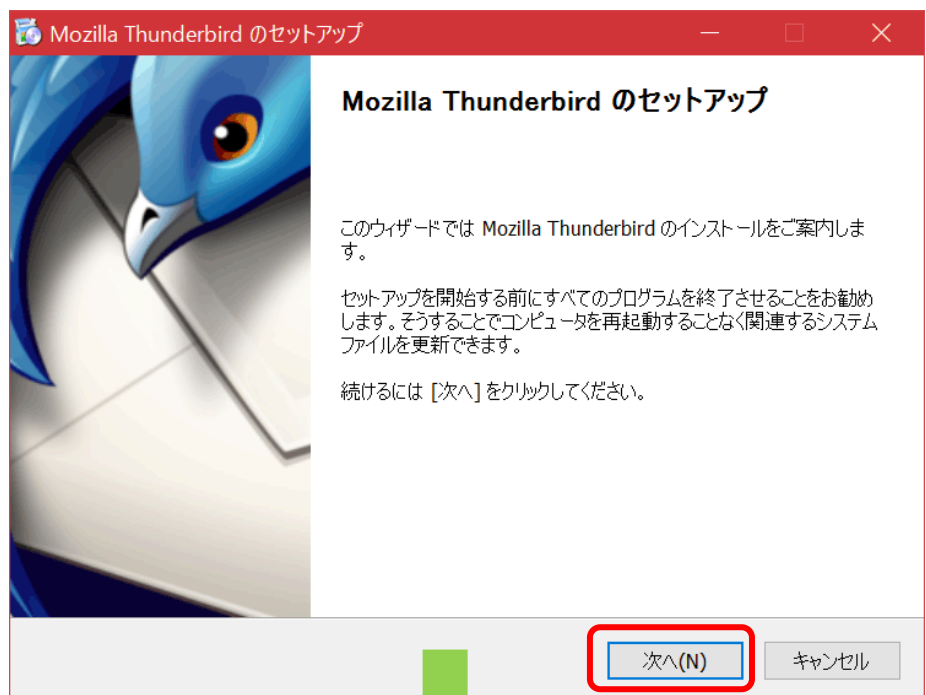 Mozilla Thunderbird のセットアップ
Mozilla Thunderbird のセットアップ
このウィザードでは Mozilla Thunderbird のインストールをご案内しま
す。
セットアップを開始する前にすべてのプログラムを終了させることをお勧め
します。そうすることでコンピュータを再起動することなく関連するシステム
ファイルを更新できます。
続けるには [次へ] をクリックしてください。
次へ(N)
キャンセル